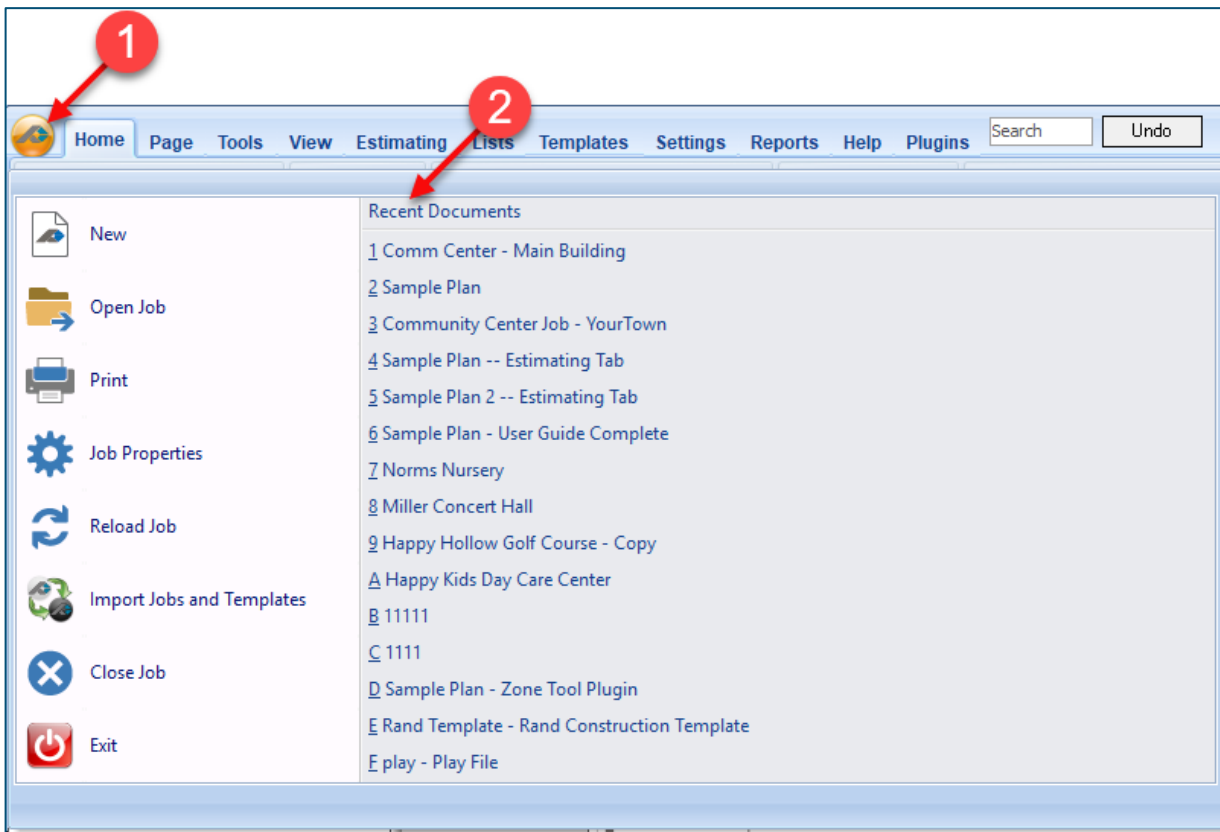 1
2
Home Page Tools View Estimating Lists Templates Settings Reports Help Plugins Search Undo
Recent Documents
New
1 Comm Center - Main Building
2 Sample Plan
Open Job
3 Community Center Job - YourTown
4 Sample Plan -- Estimating Tab
Print
5 Sample Plan 2 -- Estimating Tab
6 Sample Plan - User Guide Complete
Job Properties
7 Norms Nursery
8 Miller Concert Hall
Reload Job
9 Happy Hollow Golf Course - Copy
A Happy Kids Day Care Center
Import Jobs and Templates
B 11111
C 1111
Close Job
D Sample Plan - Zone Tool Plugin
E Rand Template - Rand Construction Template
Exit
F play - Play File